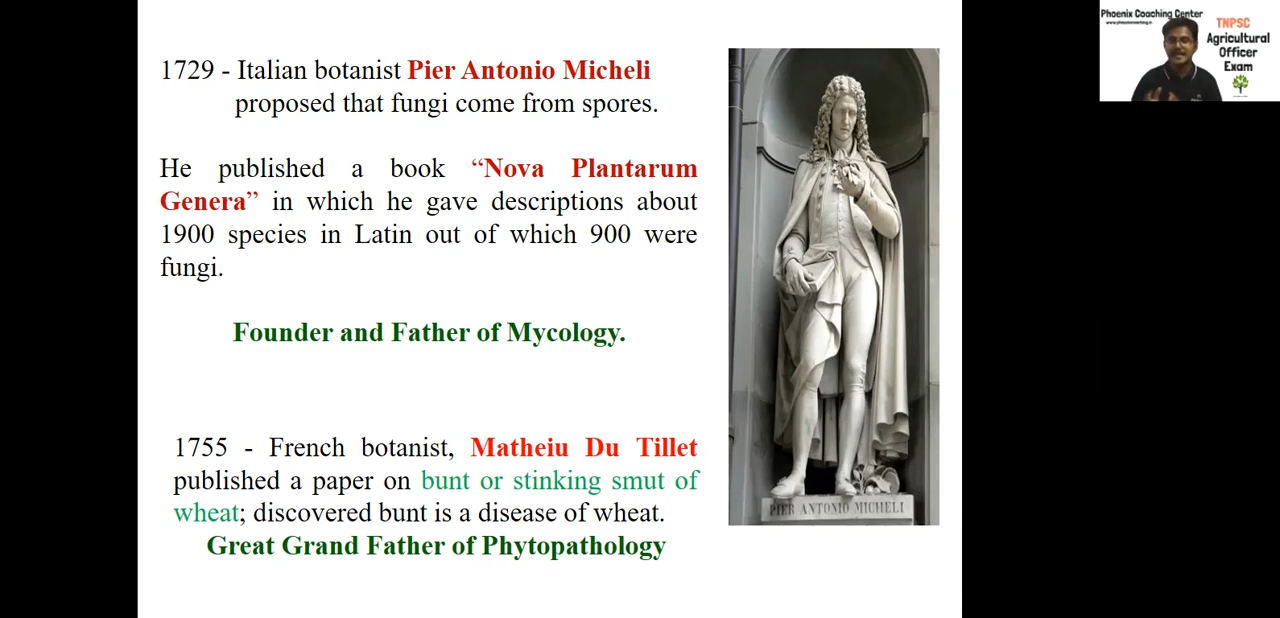 1729 - Italian botanist Pier Antonio Micheli
proposed that fungi come from spores.
He published a book “Nova Plantarum
Genera” in which he gave descriptions about
1900 species in Latin out of which 900 were
fungi.
Founder and Father of Mycology.
1755 - French botanist, Matheiu Du Tillet
published a paper on bunt or stinking smut of
wheat; discovered bunt is a disease of wheat.
Great Grand Father of Phytopathology
PIER ANTONIO MICHELI
Phoenix Coaching Center
www.phoenixcoaching.in
TNPSC
Agricultural
Officer
Exam